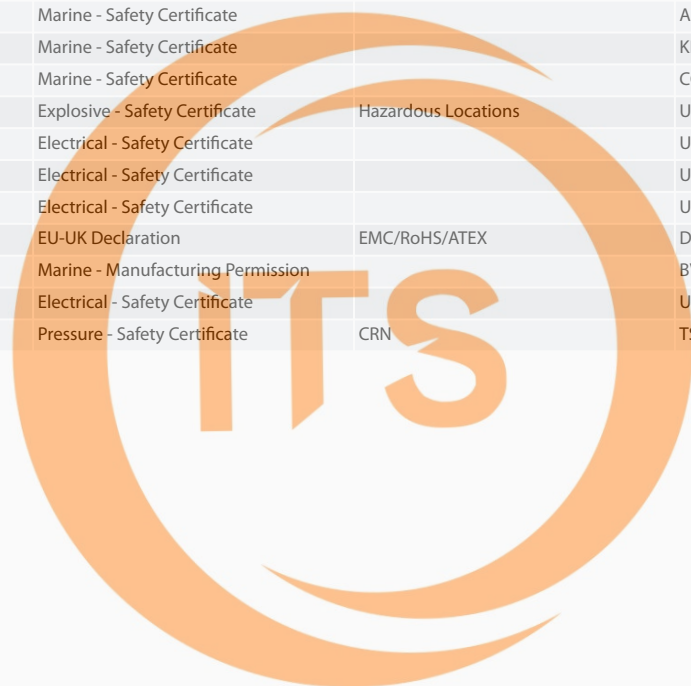 Marine - Safety Certificate A
Marine - Safety Certificate K
Marine - Safety Certificate
Explosive - Safety Certificate Hazardous Locations U
Electrical - Safety Certificate U
Electrical - Safety Certificate U
Electrical - Safety Certificate U
EU-UK Declaration EMC/RoHS/ATEX D
Marine - Manufacturing Permission
Electrical - Safety Certificate U
Pressure - Safety Certificate CRN
ITS